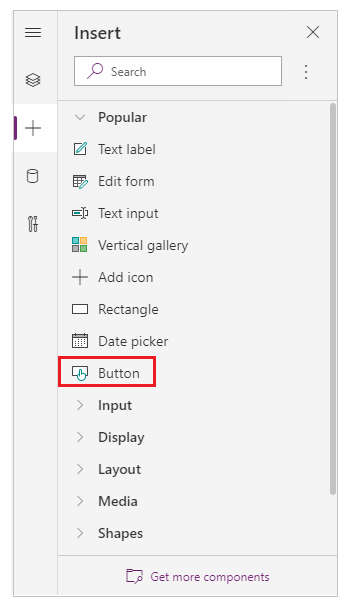 Insert
Search
Popular
Text label
Edit form
Text input
Vertical gallery
Add icon
Rectangle
Date picker
Button
Input
Display
Layout
Media
Shapes
Get more components